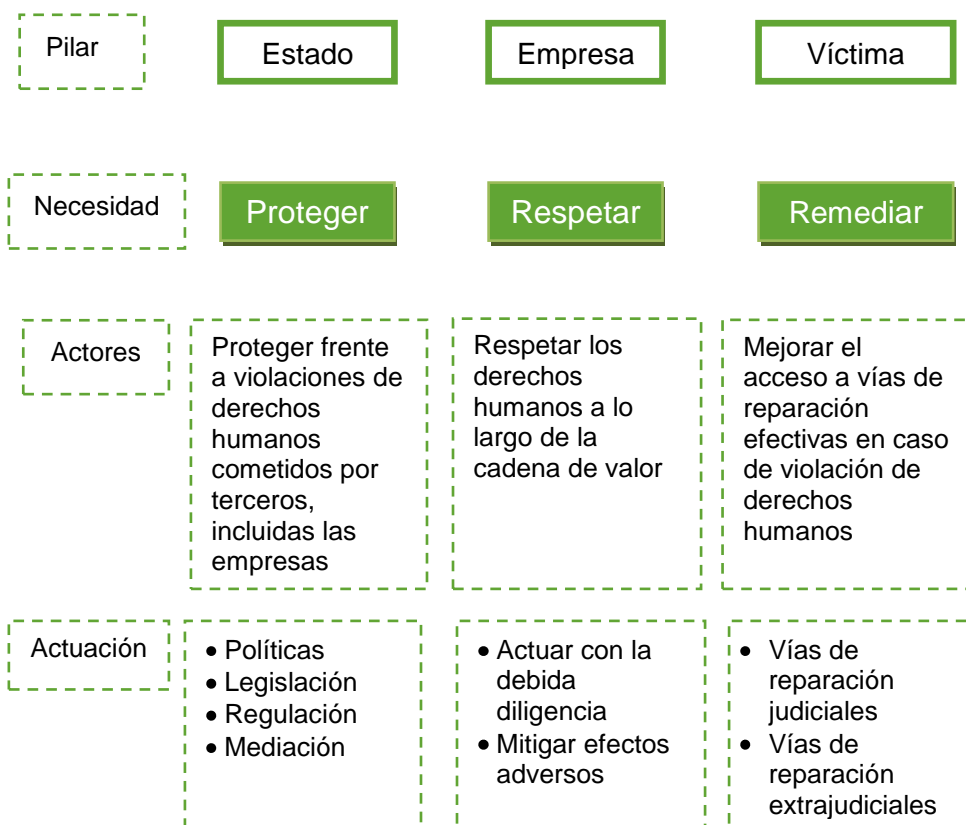 Pilar
Estado
Empresa
Víctima
Necesidad
Proteger
Respetar
Remediar
Actores
Proteger frente
a violaciones de
derechos
humanos
cometidos por
terceros,
incluidas las
empresas
Respetar los
derechos
humanos a lo
largo de la
cadena de valor
Mejorar el
acceso a vías de
reparación
efectivas en caso
de violación de
derechos
humanos
Actuación
• Políticas
• Legislación
• Regulación
• Mediación
• Actuar con la
debida
diligencia
• Mitigar efectos
adversos
• Vías de
reparación
judiciales
• Vías de
reparación
extrajudiciales